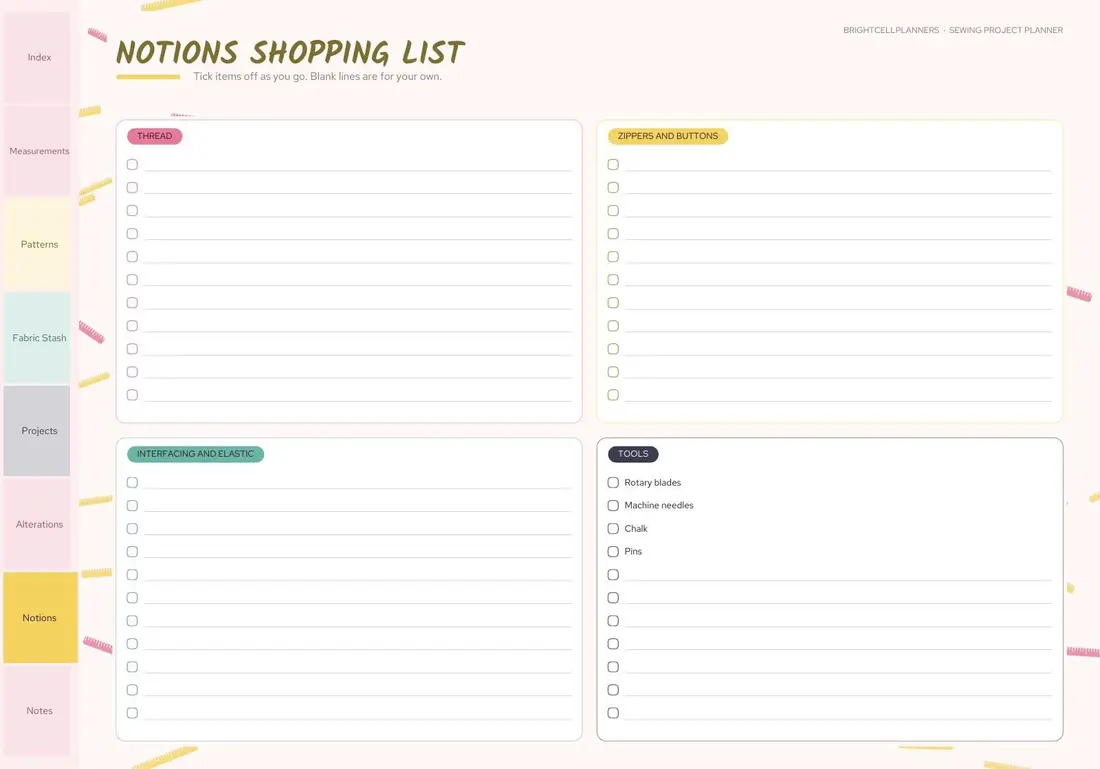 BRIGHTCELLPLANNERS · SEWING PROJECT PLANNER
NOTIONS SHOPPING LIST
Tick items off as you go. Blank lines are for your own.
Index
Measurements
Patterns
Fabric Stash
Projects
Alterations
Notions
Notes
THREAD
ZIPPERS AND BUTTONS
INTERFACING AND ELASTIC
TOOLS
Rotary blades
Machine needles
Chalk
Pins